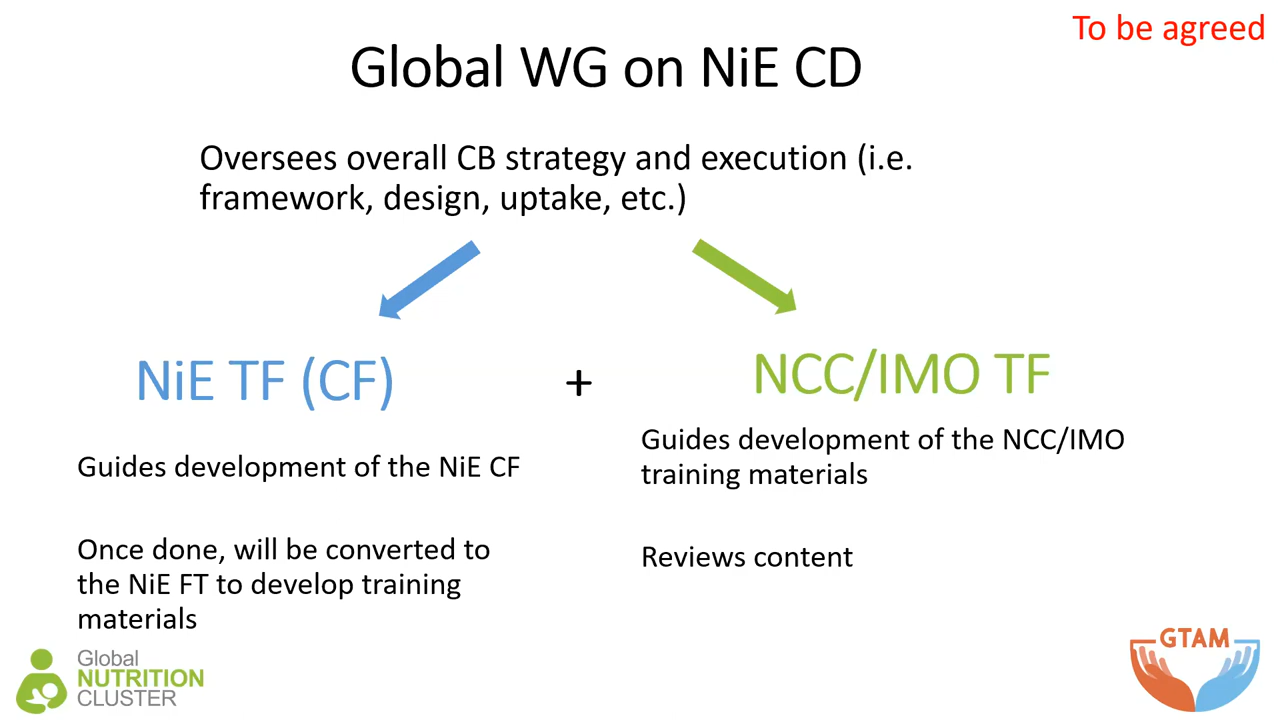 To be agreed
Global WG on NiE CD
Oversees overall CB strategy and execution (i.e.
framework, design, uptake, etc.)
NiE TF (CF)
+
NCC/IMO TF
Guides development of the NiE CF
Once done, will be converted to
the NiE FT to develop training
materials
Guides development of the NCC/IMO
training materials
Reviews content
Global
NUTRITION
CLUSTER
GTAM